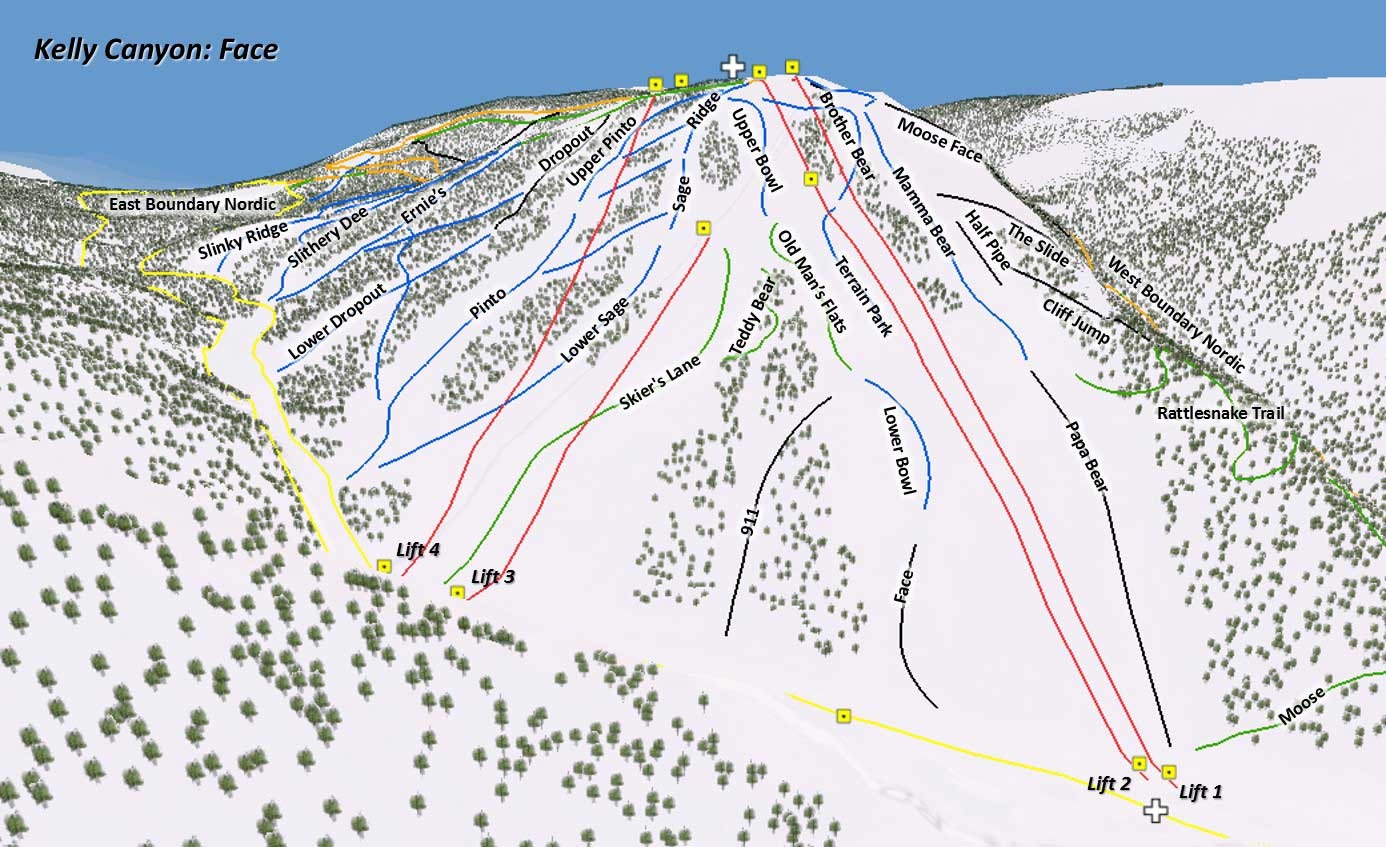 Kelly Canyon: Face
Ridge
Upper Bowl
Brother Bear
Moose Face
Dropout
Upper Pinto
Sage
Mamma Bear
East Boundary Nordic
Slinky Ridge
Slithery Dee
Ernie's
Half Pipe
The Slide
West Boundary Nordic
Old Man's Flats
Terrain Park
Teddy Bear
Lower Dropout
Pinto
Lower Sage
Cliff Jump
Skier's Lane
Rattlesnake Trail
Lower Bowl
Papa Bear
911
Lift 4
Lift 3
Face
Moose
Lift 2
Lift 1